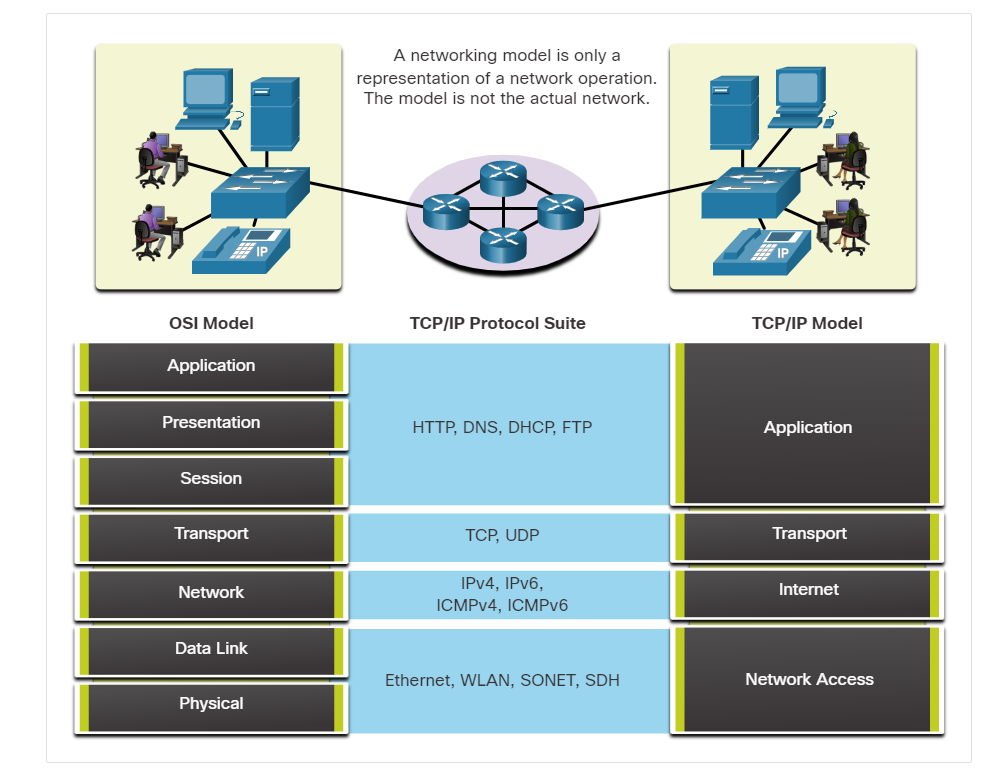 A networking model is only a
representation of a network operation.
The model is not the actual network.
IP
IP
OSI Model
TCP/IP Protocol Suite
TCP/IP Model
Application
Presentation
Session
HTTP, DNS, DHCP, FTP
Application
Transport
TCP, UDP
Transport
Network
IPv4, IPv6,
ICMPv4, ICMPv6
Internet
Data Link
Physical
Ethernet, WLAN, SONET, SDH
Network Access